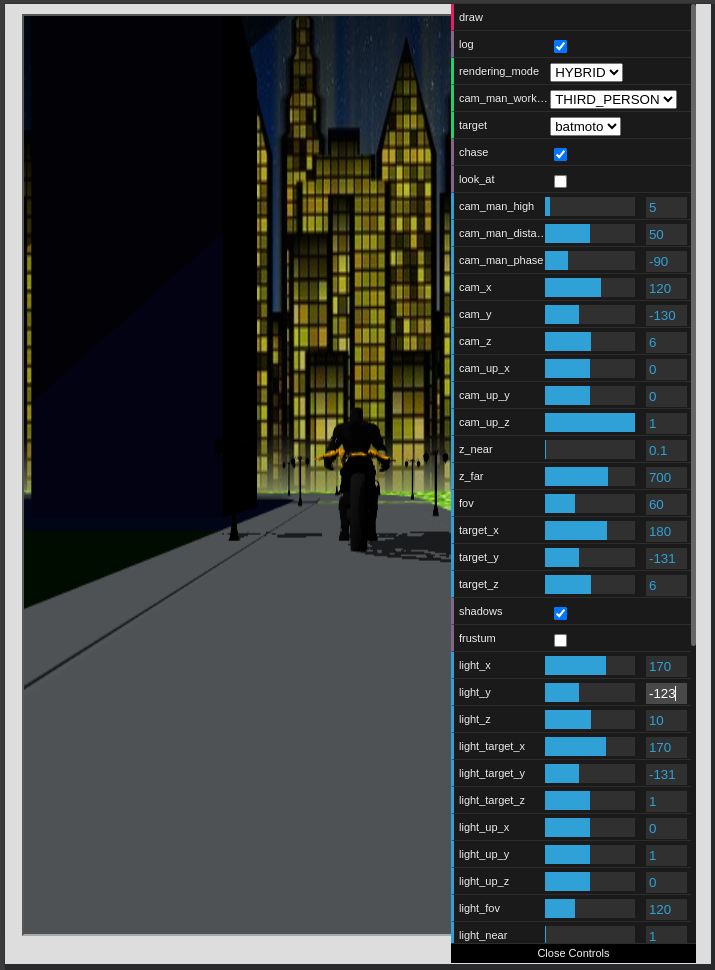 draw
log
rendering_mode HYBRID
cam_man_work... THIRD_PERSON
target batmoto
chase
look_at
cam_man_high 5
cam_man_dista... 50
cam_man_phase -90
cam_x 120
cam_y -130
cam_z 6
cam_up_x 0
cam_up_y 0
cam_up_z 1
z_near 0.1
z_far 700
fov 60
target_x 180
target_y -131
target_z 6
shadows
frustum
light_x 170
light_y -123
light_z 10
light_target_x 170
light_target_y -131
light_target_z 1
light_up_x 0
light_up_y 1
light_up_z 0
light_fov 120
light_near 1
Close Controls